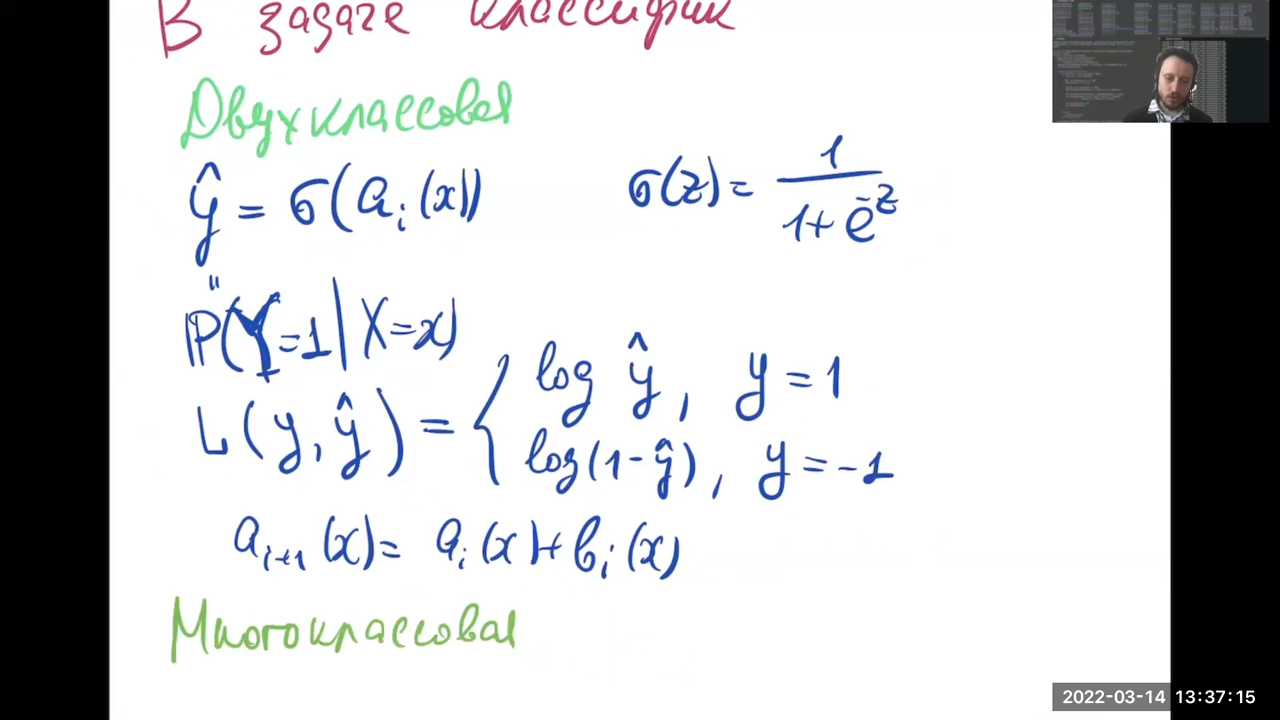 В задаче классифик
Двухклассовая
ŷ = σ(aᵢ(x)) σ(z) = 1/(1+e⁻ᶻ)
"
P(Y=1|X=x)
L(y,ŷ) = { log ŷ, y=1
log(1-ŷ), y=-1
aᵢ₊₁(x) = aᵢ(x)+bᵢ(x)
Многоклассовая
2022-03-14 13:37:15